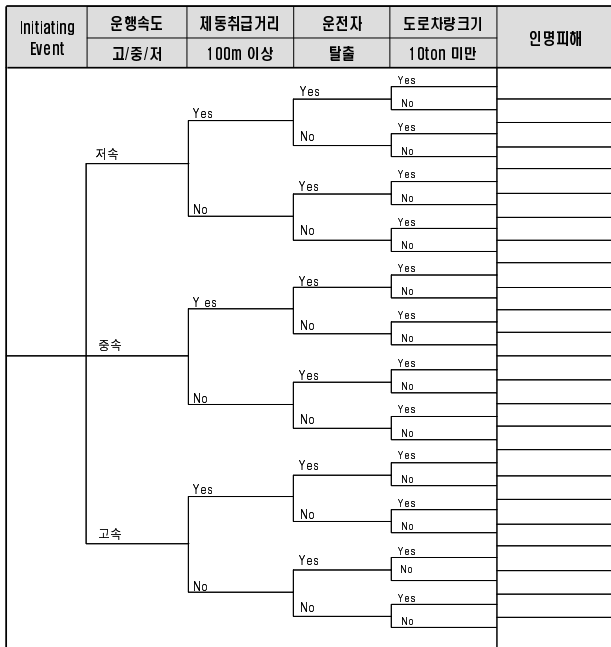 Initiating Event
운행속도
제동취급거리
운전자
도로차량크기
인명피해
고/중/저
100m 이상
탈출
10ton 미만
저속
Yes
Yes
Yes
No
No
Yes
No
No
Yes
Yes
No
No
Yes
No
중속
Y es
Yes
Yes
No
No
Yes
No
No
Yes
Yes
No
No
Yes
No
고속
Yes
Yes
Yes
No
No
Yes
No
No
Yes
Yes
No
No
Yes
No